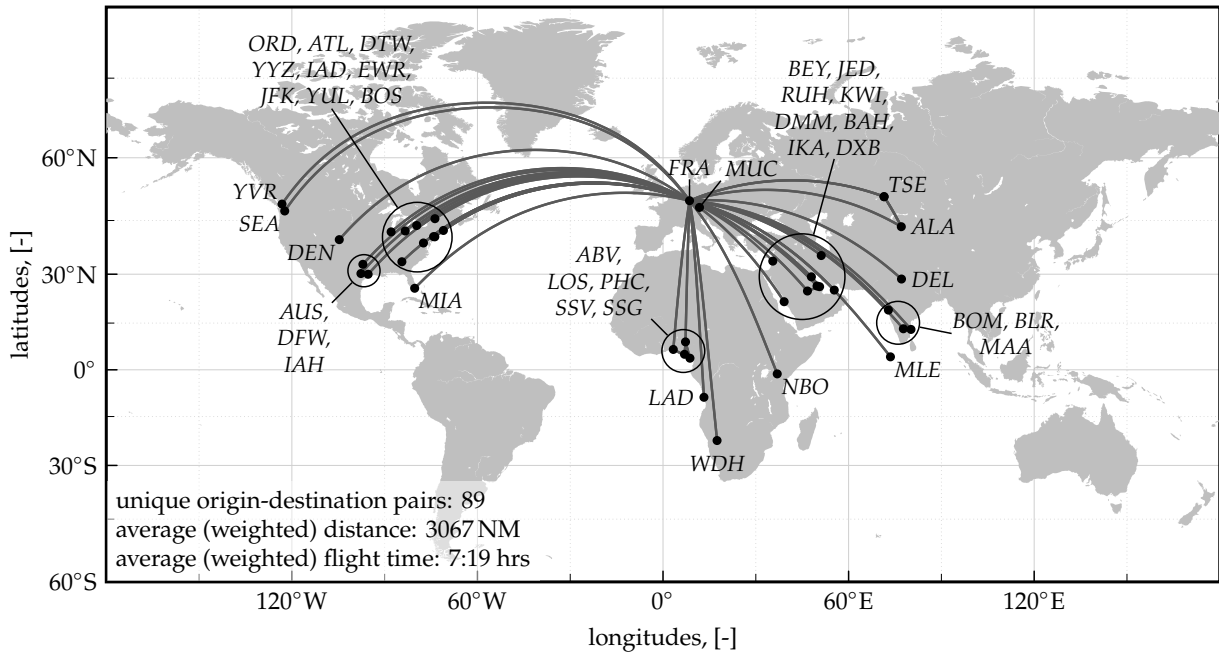 ORD, ATL, DTW,
YYZ, IAD, EWR,
JFK, YUL, BOS
BEY, JED,
RUH, KWI,
DMM, BAH,
IKA, DXB
60°N
30°N
0°
30°S
60°S
latitudes, [-]
YVR
SEA
DEN
FRA
MUC
TSE
ALA
DEL
ABV,
LOS, PHC,
SSV, SSG
AUS,
DFW,
IAH
MIA
BOM, BLR,
MAA
MLE
NBO
LAD
WDH
unique origin-destination pairs: 89
average (weighted) distance: 3067 NM
average (weighted) flight time: 7:19 hrs
120°W
60°W
0°
60°E
120°E
longitudes, [-]